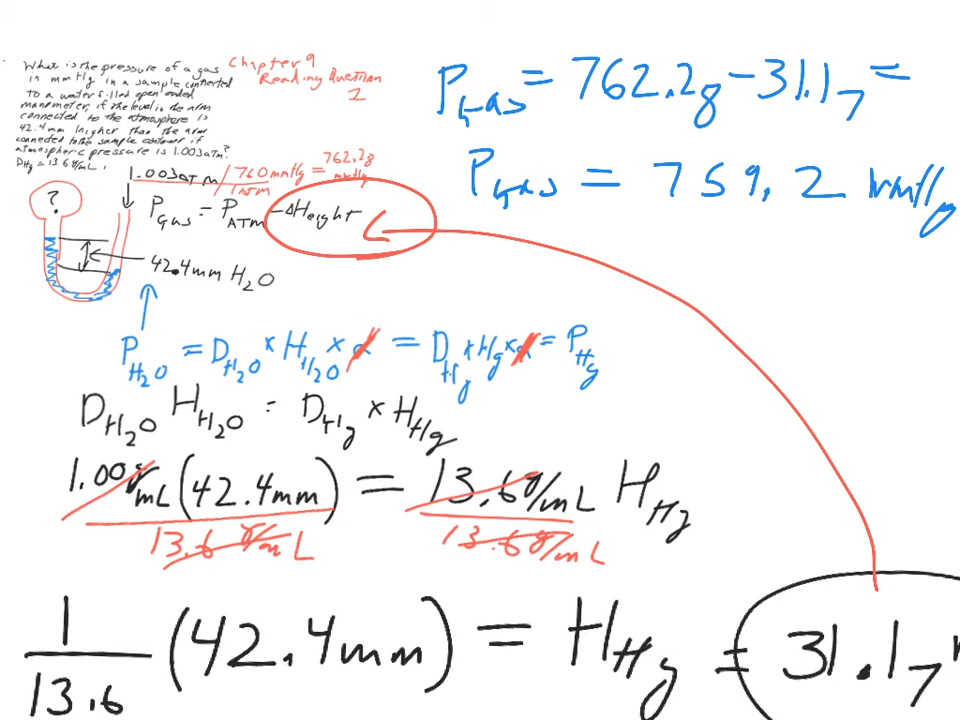 What is the pressure of a gas
in mmHg in a sample connected
to a water filled open ended
manometer, if the level in the arm
connected to the atmosphere is
42.4mm higher than the arm
connected to the sample container if
atmospheric pressure is 1.003atm?
DHg = 13.6g/mL.
Chapter 9
Reading Question
1
1.003ATM / 760mmHg / 1ATM = 762.28 mmHg
?
PGas = PATM - ΔHeight
42.4mm H2O
PGas = 762.28 - 31.17 =
PGas = 759.2 mmHg
PH2O = DH2O × HH2O × = DHg × Hg × = PHg
DH2O HH2O = DHg × HHg
1.00g/mL (42.4mm) = 13.6g/mL HHg
13.6g/mL 13.6g/mL
1/13.6 (42.4mm) = HHg = 31.17